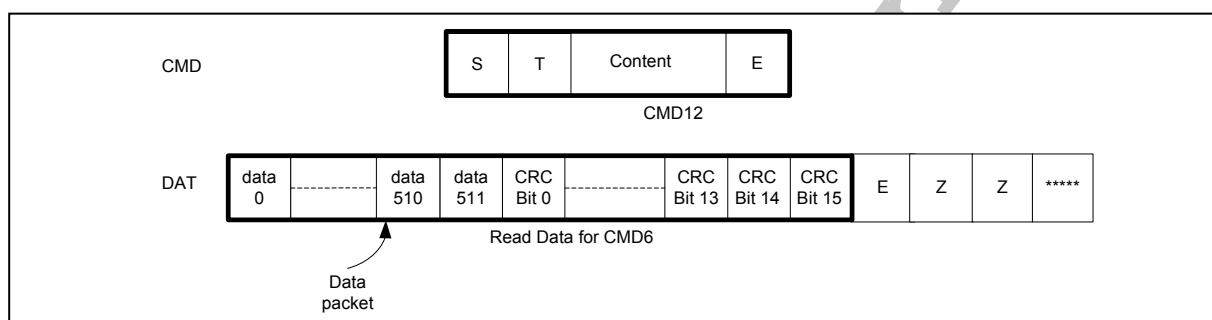 CMD S T Content E
CMD12
DAT data 0 data 510 data 511 CRC Bit 0 CRC Bit 13 CRC Bit 14 CRC Bit 15 E Z Z *****
Read Data for CMD6
Data
packet